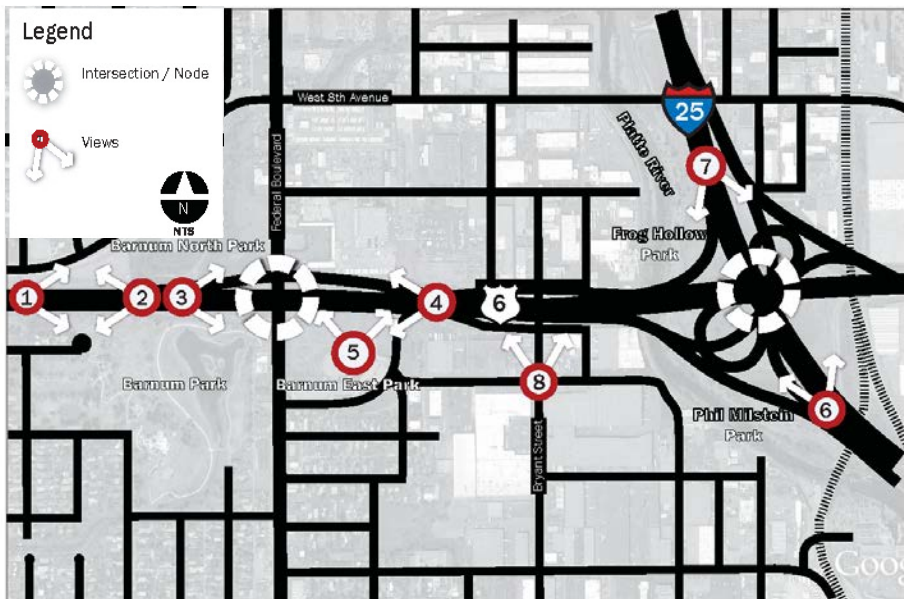 Legend
Intersection / Node
Views
N
NTS
West 8th Avenue
25
Platte River
7
Federal Boulevard
Barnum North Park
Frog Hollow
Park
1
2
3
4
6
5
8
6
Barnum Park
Barnum East Park
Phil Milstein
Park
Bryant Street
Goog